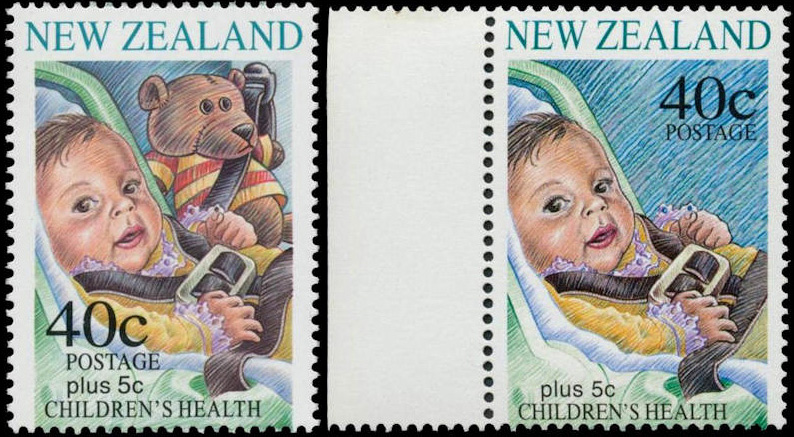 NEW ZEALAND
40c
POSTAGE
plus 5c
CHILDREN'S HEALTH
NEW ZEALAND
40c
POSTAGE
plus 5c
CHILDREN'S HEALTH